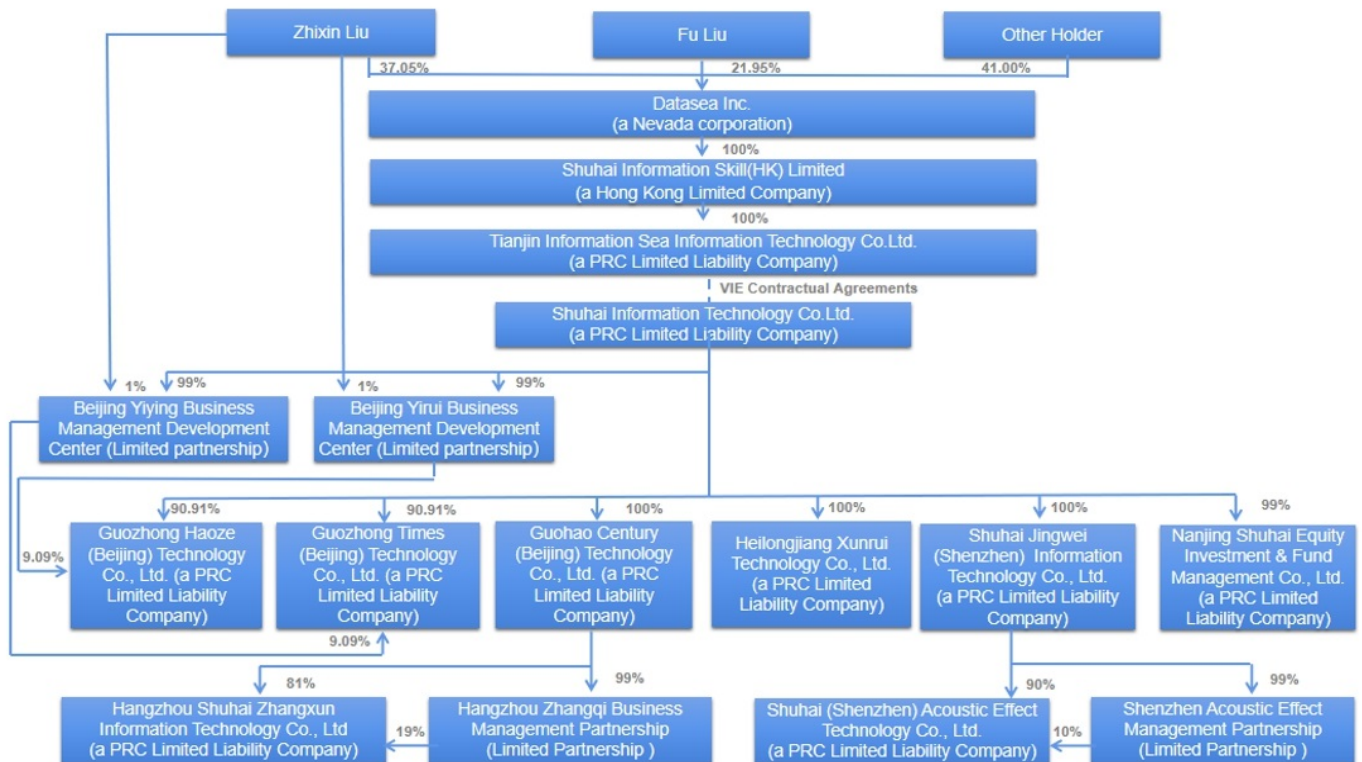 Zhixin Liu
Fu Liu
Other Holder
37.05%
21.95%
41.00%
Datasea Inc.
(a Nevada corporation)
100%
Shuhai Information Skill(HK) Limited
(a Hong Kong Limited Company)
100%
Tianjin Information Sea Information Technology Co.Ltd.
(a PRC Limited Liability Company)
VIE Contractual Agreements
Shuhai Information Technology Co.Ltd.
(a PRC Limited Liability Company)
1%
99%
1%
99%
Beijing Yiying Business
Management Development
Center (Limited partnership)
Beijing Yirui Business
Management Development
Center (Limited partnership)
90.91%
90.91%
100%
100%
100%
99%
9.09%
Guozhong Haoze
(Beijing) Technology
Co., Ltd. (a PRC
Limited Liability
Company)
Guozhong Times
(Beijing) Technology
Co., Ltd. (a PRC
Limited Liability
Company)
Guohao Century
(Beijing) Technology
Co., Ltd. (a PRC
Limited Liability
Company)
Heilongjiang Xunrui
Technology Co., Ltd.
(a PRC Limited
Liability Company)
Shuhai Jingwei
(Shenzhen) Information
Technology Co., Ltd.
(a PRC Limited Liability
Company)
Nanjing Shuhai Equity
Investment & Fund
Management Co., Ltd.
(a PRC Limited
Liability Company)
9.09%
81%
99%
90%
99%
Hangzhou Shuhai Zhangxun
Information Technology Co., Ltd
(a PRC Limited Liability Company)
19%
Hangzhou Zhangqi Business
Management Partnership
(Limited Partnership )
Shuhai (Shenzhen) Acoustic Effect
Technology Co., Ltd.
(a PRC Limited Liability Company)
10%
Shenzhen Acoustic Effect
Management Partnership
(Limited Partnership )